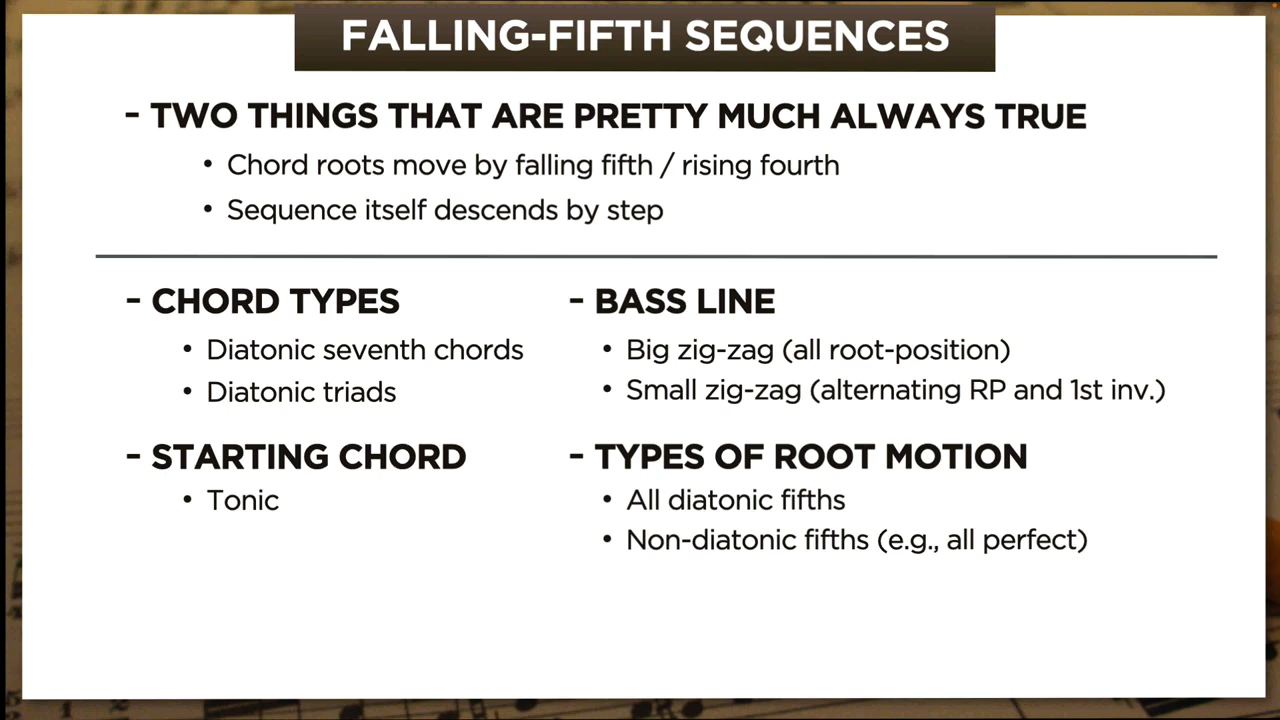 FALLING-FIFTH SEQUENCES
- TWO THINGS THAT ARE PRETTY MUCH ALWAYS TRUE
• Chord roots move by falling fifth / rising fourth
• Sequence itself descends by step
- CHORD TYPES
• Diatonic seventh chords
• Diatonic triads
- BASS LINE
• Big zig-zag (all root-position)
• Small zig-zag (alternating RP and 1st inv.)
- STARTING CHORD
• Tonic
- TYPES OF ROOT MOTION
• All diatonic fifths
• Non-diatonic fifths (e.g., all perfect)